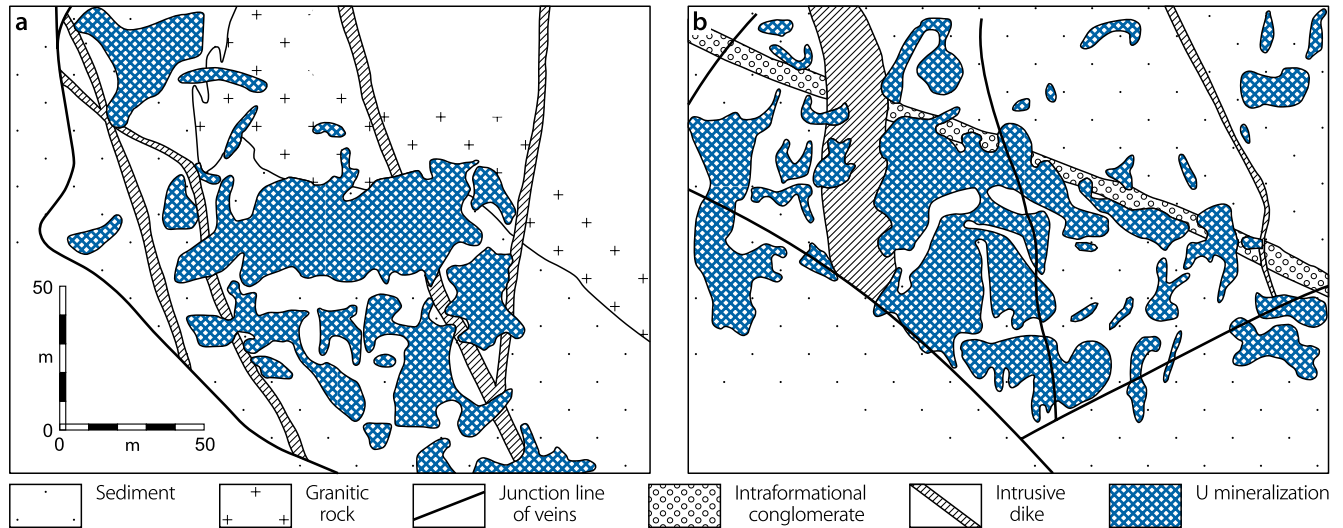 a
b
50
m
0
0
m
50
Sediment
Granitic
rock
Junction line
of veins
Intraformational
conglomerate
Intrusive
dike
U mineralization